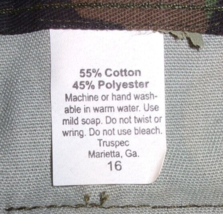 55% Cotton
45% Polyester
Machine or hand wash-
able in warm water. Use
mild soap. Do not twist or
wring. Do not use bleach.
Truspec
Marietta, Ga.
16